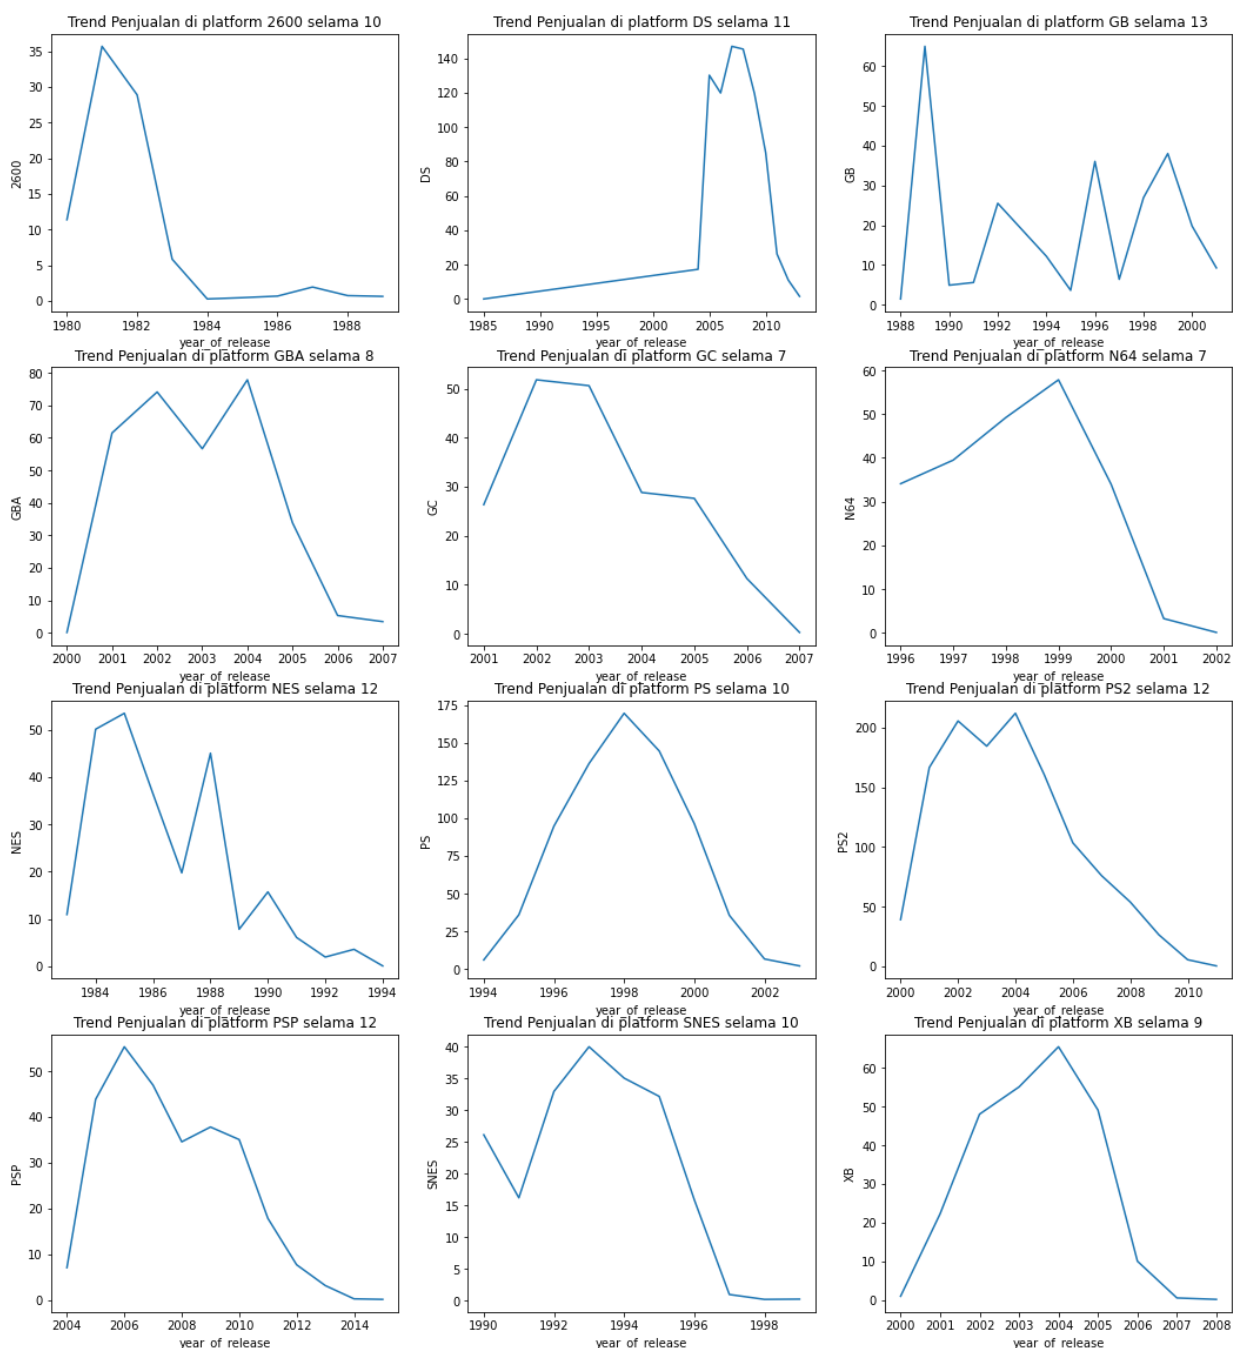 Trend Penjualan di platform 2600 selama 10
35
30
25
20
15
10
5
0
2600
1980 1982 1984 1986 1988
year_of_release
Trend Penjualan di platform DS selama 11
140
120
100
80
60
40
20
0
DS
1985 1990 1995 2000 2005 2010
year_of_release
Trend Penjualan di platform GB selama 13
60
50
40
30
20
10
0
GB
1988 1990 1992 1994 1996 1998 2000
year_of_release
Trend Penjualan di platform GBA selama 8
80
70
60
50
40
30
20
10
0
GBA
2000 2001 2002 2003 2004 2005 2006 2007
year_of_release
Trend Penjualan di platform GC selama 7
50
40
30
20
10
0
GC
2001 2002 2003 2004 2005 2006 2007
year_of_release
Trend Penjualan di platform N64 selama 7
60
50
40
30
20
10
0
N64
1996 1997 1998 1999 2000 2001 2002
year_of_release
Trend Penjualan di platform NES selama 12
50
40
30
20
10
0
NES
1984 1986 1988 1990 1992 1994
year_of_release
Trend Penjualan di platform PS selama 10
175
150
125
100
75
50
25
0
PS
1994 1996 1998 2000 2002
year_of_release
Trend Penjualan di platform PS2 selama 12
200
150
100
50
0
PS2
2000 2002 2004 2006 2008 2010
year_of_release
Trend Penjualan di platform PSP selama 12
50
40
30
20
10
0
PSP
2004 2006 2008 2010 2012 2014
year_of_release
Trend Penjualan di platform SNES selama 10
40
35
30
25
20
15
10
5
0
SNES
1990 1992 1994 1996 1998
year_of_release
Trend Penjualan di platform XB selama 9
60
50
40
30
20
10
0
XB
2000 2001 2002 2003 2004 2005 2006 2007 2008
year_of_release